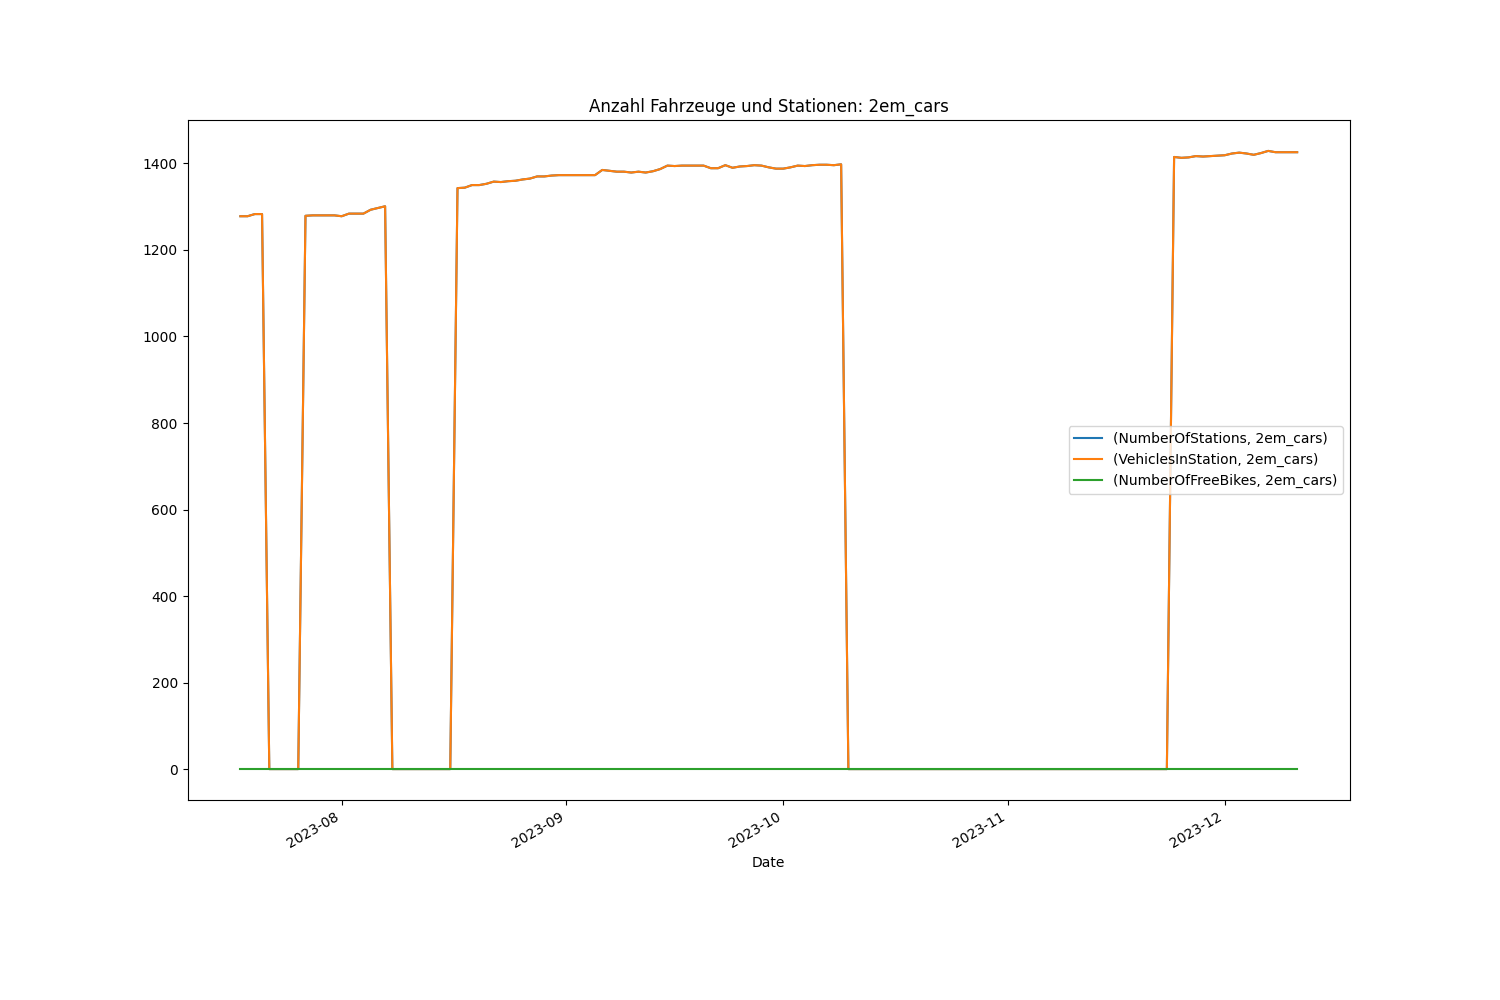 Anzahl Fahrzeuge und Stationen: 2em_cars
1400
1200
1000
800
600
400
200
0
(NumberOfStations, 2em_cars)
(VehiclesInStation, 2em_cars)
(NumberOfFreeBikes, 2em_cars)
2023-08
2023-09
2023-10
2023-11
2023-12
Date